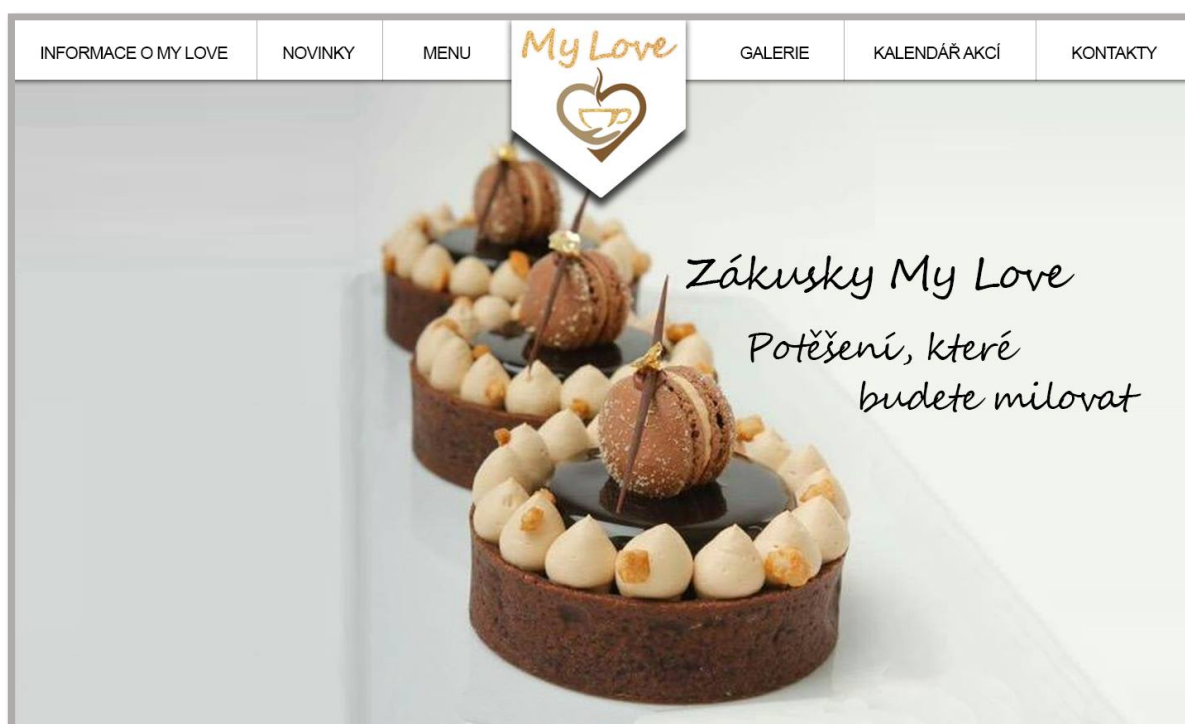 INFORMACE O MY LOVE
NOVINKY
MENU
My Love
GALERIE
KALENDÁŘ AKCÍ
KONTAKTY
Zákusky My Love
Potěšení, které
budete milovat